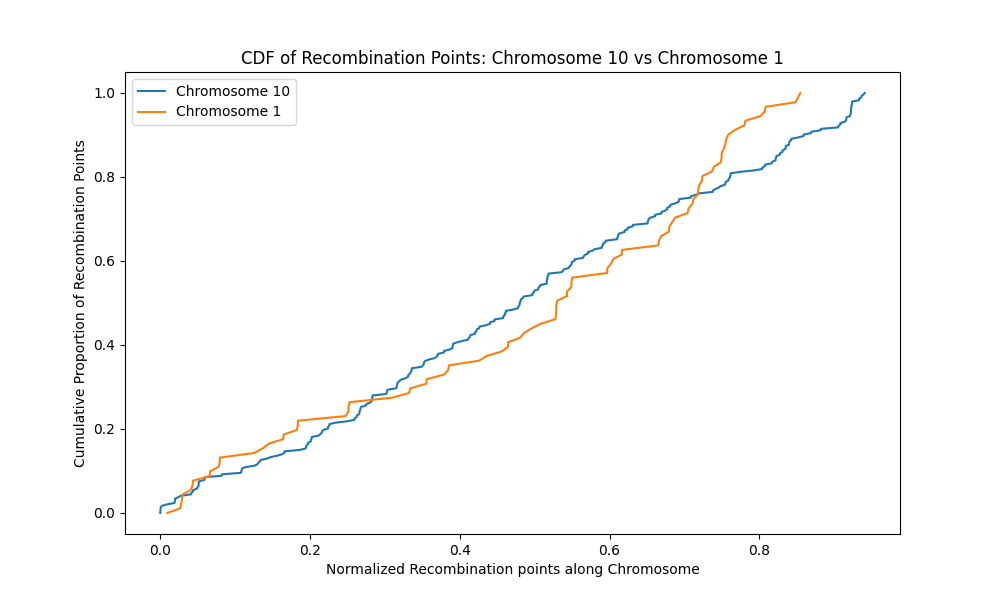 CDF of Recombination Points: Chromosome 10 vs Chromosome 1
Chromosome 10
Chromosome 1
Cumulative Proportion of Recombination Points
1.0
0.8
0.6
0.4
0.2
0.0
0.0 0.2 0.4 0.6 0.8
Normalized Recombination points along Chromosome